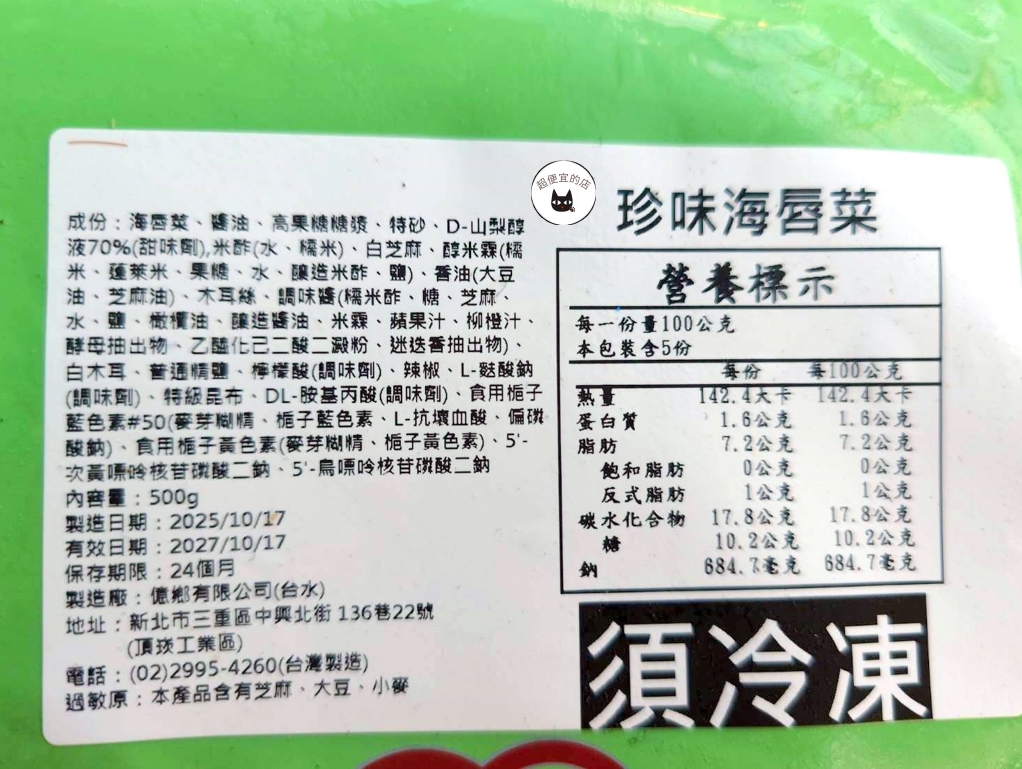 超便宜的店
珍味海唇菜
成份：海唇菜、醬油、高果糖糖漿、特砂、D-山梨醇
液70%(甜味劑),米酢(水、糯米)、白芝麻、醇米霖(糯
米、蓬萊米、果糖、水、釀造米酢、鹽)、香油(大豆
油、芝麻油)、木耳絲、調味醬(糯米酢、糖、芝麻、
水、鹽、橄欖油、釀造醬油、米霖、蘋果汁、柳橙汁、
酵母抽出物、乙醯化己二酸二澱粉、迷迭香抽出物)、
白木耳、普通精鹽、檸檬酸(調味劑)、辣椒、L-麩酸鈉
(調味劑)、特級昆布、DL-胺基丙酸(調味劑)、食用梔子
藍色素#50(麥芽糊精、梔子藍色素、L-抗壞血酸、偏磷
酸鈉)、食用梔子黃色素(麥芽糊精、梔子黃色素)、5'-
次黃嘌呤核苷磷酸二鈉、5'-鳥嘌呤核苷磷酸二鈉
內容量：500g
製造日期：2025/10/17
有效日期：2027/10/17
保存期限：24個月
製造廠：億鄉有限公司(台水)
地址：新北市三重區中興北街136巷22號
(頂崁工業區)
電話：(02)2995-4260(台灣製造)
過敏原：本產品含有芝麻、大豆、小麥
營養標示
每一份量100公克
本包裝含5份
每份 每100公克
熱量 142.4大卡 142.4大卡
蛋白質 1.6公克 1.6公克
脂肪 7.2公克 7.2公克
飽和脂肪 0公克 0公克
反式脂肪 1公克 1公克
碳水化合物 17.8公克 17.8公克
糖 10.2公克 10.2公克
鈉 684.7毫克 684.7毫克
須冷凍